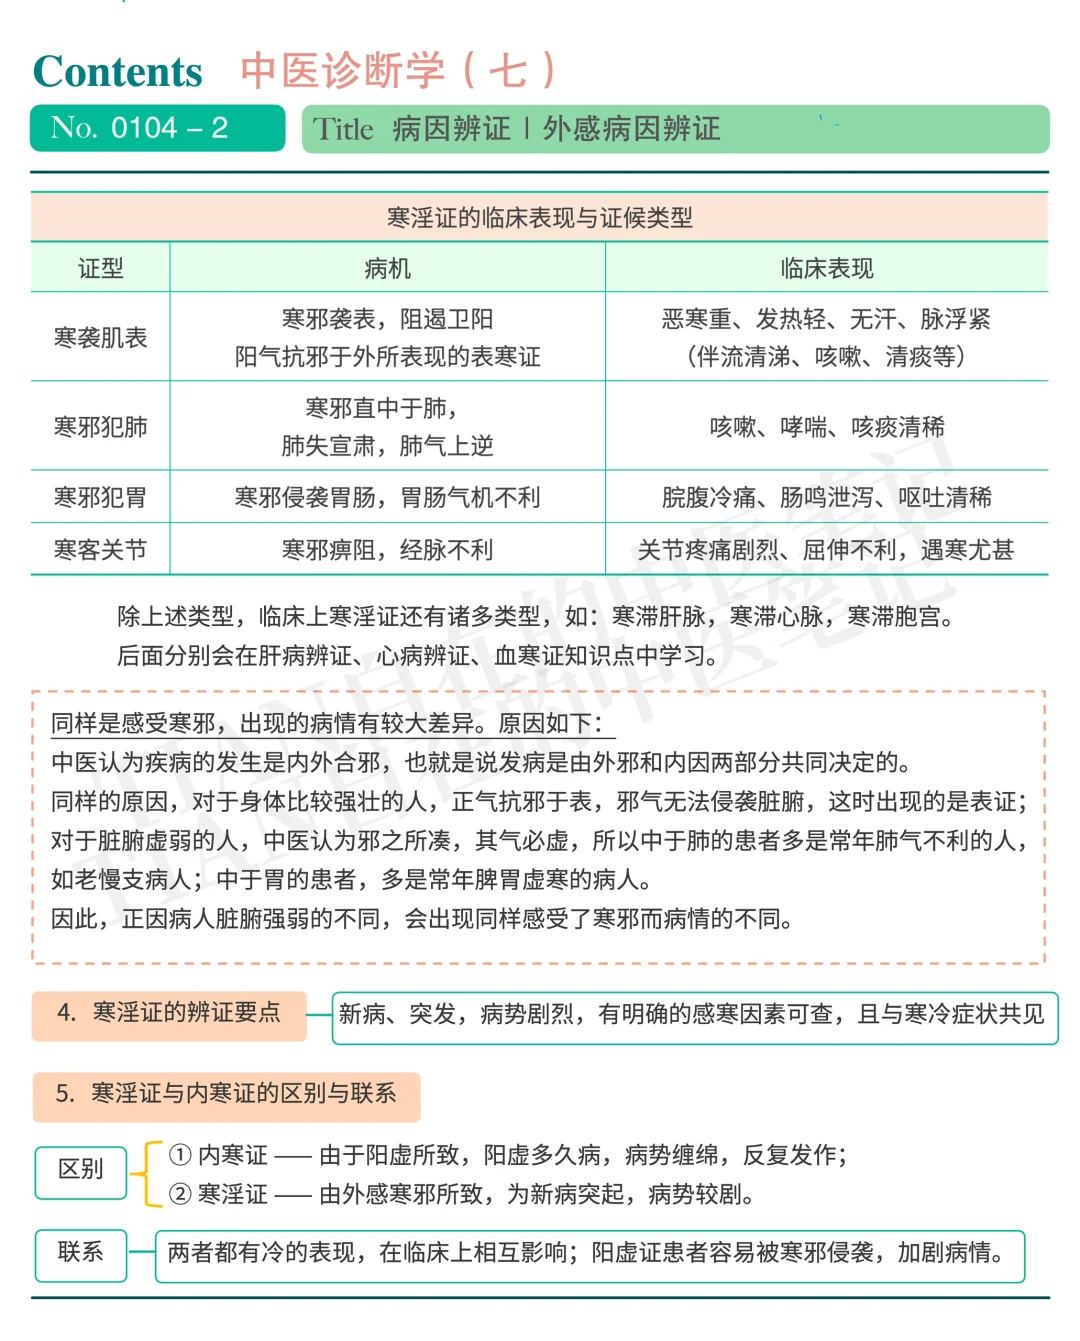 Contents 中医诊断学（七）
No. 0104 – 2 Title 病因辨证 | 外感病因辨证
寒淫证的临床表现与证候类型
证型 病机 临床表现
寒袭肌表 寒邪袭表，阻遏卫阳 恶寒重、发热轻、无汗、脉浮紧
阳气抗邪于外所表现的表寒证 （伴流清涕、咳嗽、清痰等）
寒邪犯肺 寒邪直中于肺， 咳嗽、哮喘、咳痰清稀
肺失宣肃，肺气上逆
寒邪犯胃 寒邪侵袭胃肠，胃肠气机不利 脘腹冷痛、肠鸣泄泻、呕吐清稀
寒客关节 寒邪痹阻，经脉不利 关节疼痛剧烈、屈伸不利，遇寒尤甚
除上述类型，临床上寒淫证还有诸多类型，如：寒滞肝脉，寒滞心脉，寒滞胞宫。
后面分别会在肝病辨证、心病辨证、血寒证知识点中学习。
同样是感受寒邪，出现的病情有较大差异。原因如下：
中医认为疾病的发生是内外合邪，也就是说发病是由外邪和内因两部分共同决定的。
同样的原因，对于身体比较强壮的人，正气抗邪于表，邪气无法侵袭脏腑，这时出现的是表证；
对于脏腑虚弱的人，中医认为邪之所凑，其气必虚，所以中于肺的患者多是常年肺气不利的人，
如老慢支病人；中于胃的患者，多是常年脾胃虚寒的病人。
因此，正因病人脏腑强弱的不同，会出现同样感受了寒邪而病情的不同。
4. 寒淫证的辨证要点 新病、突发，病势剧烈，有明确的感寒因素可查，且与寒冷症状共见
5. 寒淫证与内寒证的区别与联系
区别 ① 内寒证 —— 由于阳虚所致，阳虚多久病，病势缠绵，反复发作；
② 寒淫证 —— 由外感寒邪所致，为新病突起，病势较剧。
联系 两者都有冷的表现，在临床上相互影响；阳虚证患者容易被寒邪侵袭，加剧病情。
TIAN自在的中医笔记
TIAN自在的中医笔记